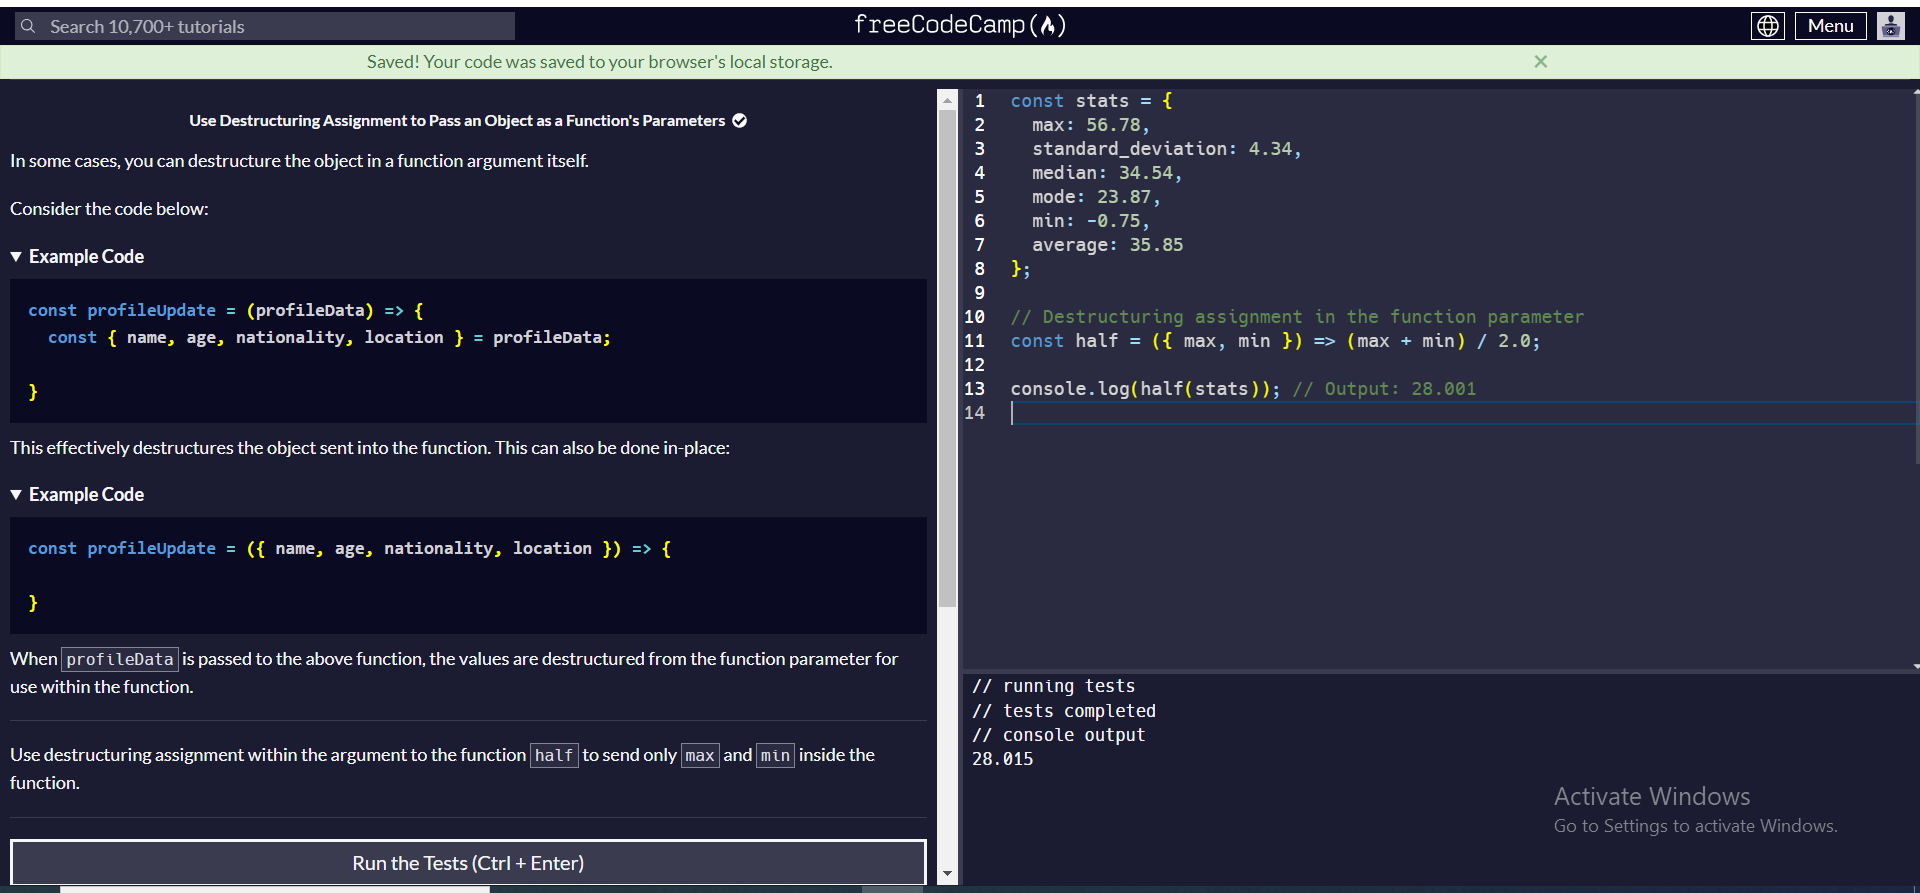 Search 10,700+ tutorials
freeCodeCamp(🔥)
Menu
Saved! Your code was saved to your browser's local storage.
×
Use Destructuring Assignment to Pass an Object as a Function's Parameters
In some cases, you can destructure the object in a function argument itself.
Consider the code below:
▼ Example Code
const profileUpdate = (profileData) => {
  const { name, age, nationality, location } = profileData;
}
This effectively destructures the object sent into the function. This can also be done in-place:
▼ Example Code
const profileUpdate = ({ name, age, nationality, location }) => {
}
When profileData is passed to the above function, the values are destructured from the function parameter for
use within the function.
Use destructuring assignment within the argument to the function half to send only max and min inside the
function.
Run the Tests (Ctrl + Enter)
1 const stats = {
2   max: 56.78,
3   standard_deviation: 4.34,
4   median: 34.54,
5   mode: 23.87,
6   min: -0.75,
7   average: 35.85
8 };
9
10 // Destructuring assignment in the function parameter
11 const half = ({ max, min }) => (max + min) / 2.0;
12
13 console.log(half(stats)); // Output: 28.001
14
// running tests
// tests completed
// console output
28.015
Activate Windows
Go to Settings to activate Windows.